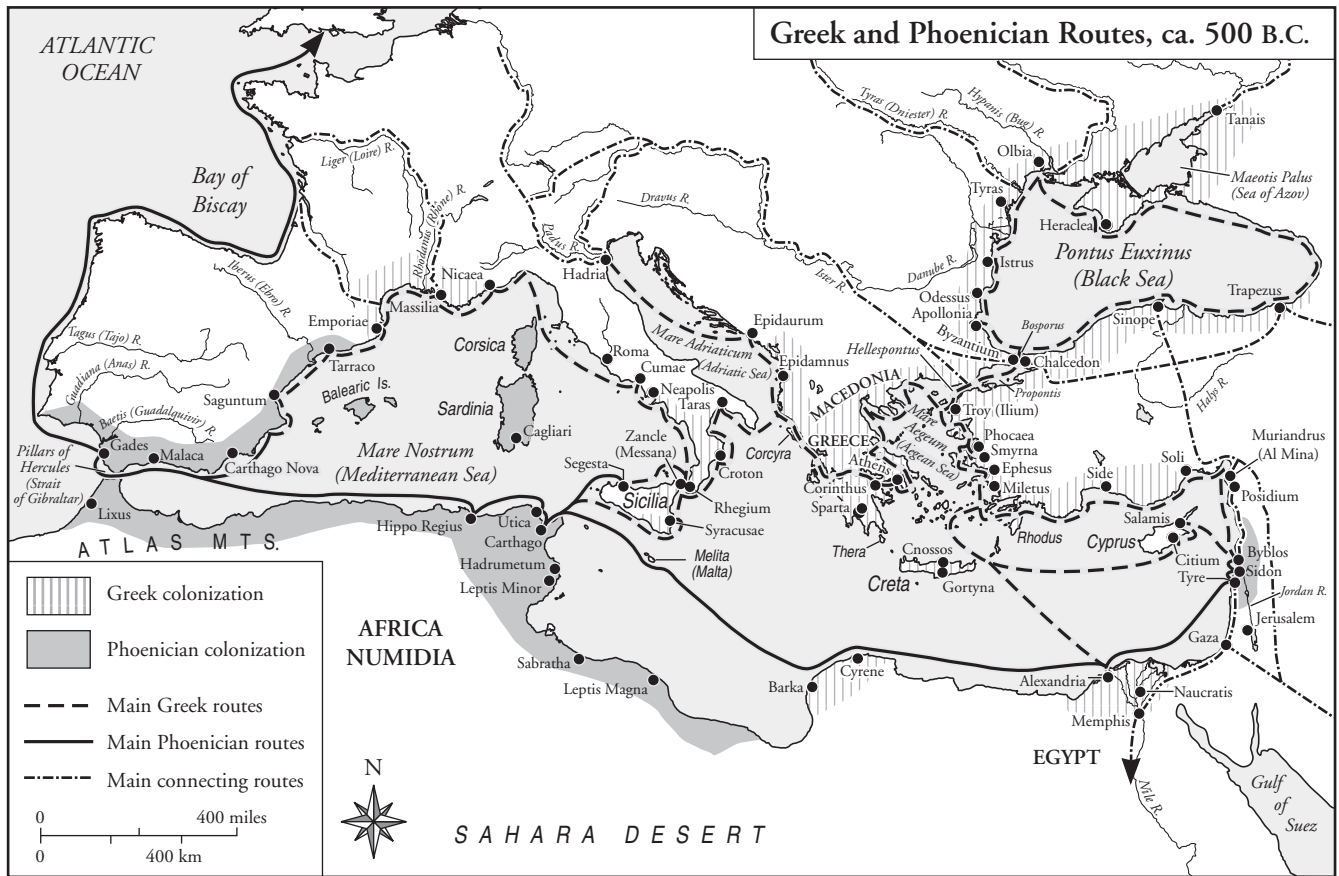 Greek and Phoenician Routes, ca. 500 B.C.
ATLANTIC
OCEAN
Bay of
Biscay
Liger (Loire) R.
Rhodanis (Rhone) R.
Padus R.
Dravus R.
Ister R.
Danube R.
Tyras (Dniester) R.
Hypanis (Bug) R.
Olbia
Tanais
Maeotis Palus
(Sea of Azov)
Tyras
Heraclea
Pontus Euxinus
(Black Sea)
Istrus
Odessus
Apollonia
Byzantium
Bosporus
Chalcedon
Sinope
Trapezus
Iberus (Ebro) R.
Tagus (Tajo) R.
Guadiana (Anas) R.
Baetis (Guadalquivir) R.
Nicaea
Massilia
Emporiae
Tarraco
Balearic Is.
Saguntum
Hadria
Corsica
Sardinia
Cagliari
Roma
Cumae
Neapolis
Taras
Mare Adriaticum
(Adriatic Sea)
Epidaurum
Epidamnus
Hellespontus
Propontis
MACEDONIA
Troy (Ilium)
Mare
Aegeum
(Aegean Sea)
Halys R.
Phocaea
Smyrna
Ephesus
Miletus
GREECE
Athens
Corinthus
Sparta
Corcyra
Thera
Zancle
(Messana)
Segesta
Sicilia
Croton
Rhegium
Syracusae
Mare Nostrum
(Mediterranean Sea)
Pillars of
Hercules
(Strait
of Gibraltar)
Gades
Malaca
Carthago Nova
Lixus
ATLAS MTS.
Hippo Regius
Utica
Carthago
Hadrumetum
Leptis Minor
Melita
(Malta)
Cnossos
Creta
Gortyna
Rhodus
Side
Soli
Muriandrus
(Al Mina)
Posidium
Salamis
Cyprus
Citium
Byblos
Sidon
Tyre
Jordan R.
Jerusalem
Gaza
AFRICA
NUMIDIA
Sabratha
Leptis Magna
Barka
Cyrene
Alexandria
Naucratis
Memphis
EGYPT
Nile R.
Gulf
of
Suez
SAHARA DESERT
N
Greek colonization
Phoenician colonization
Main Greek routes
Main Phoenician routes
Main connecting routes
0 400 miles
0 400 km